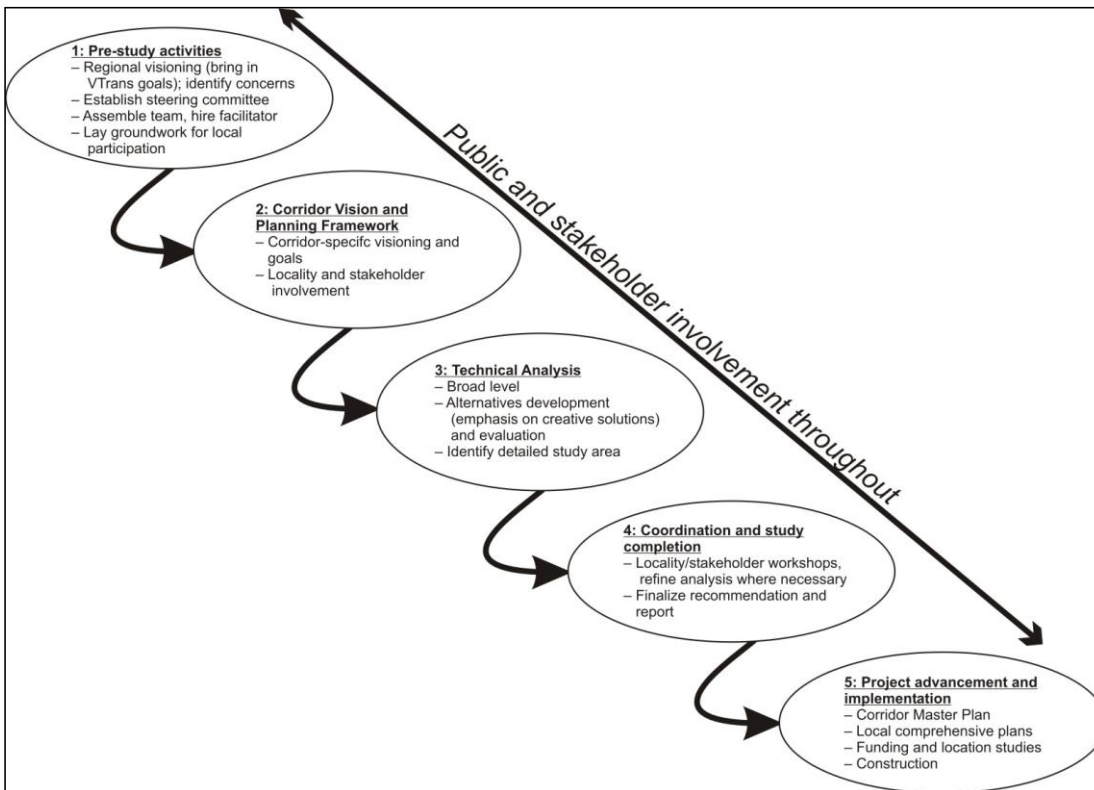 1: Pre-study activities
– Regional visioning (bring in
VTrans goals); identify concerns
– Establish steering committee
– Assemble team, hire facilitator
– Lay groundwork for local
participation
Public and stakeholder involvement throughout
2: Corridor Vision and
Planning Framework
– Corridor-specifc visioning and
goals
– Locality and stakeholder
involvement
3: Technical Analysis
– Broad level
– Alternatives development
(emphasis on creative solutions)
and evaluation
– Identify detailed study area
4: Coordination and study
completion
– Locality/stakeholder workshops,
refine analysis where necessary
– Finalize recommendation and
report
5: Project advancement and
implementation
– Corridor Master Plan
– Local comprehensive plans
– Funding and location studies
– Construction